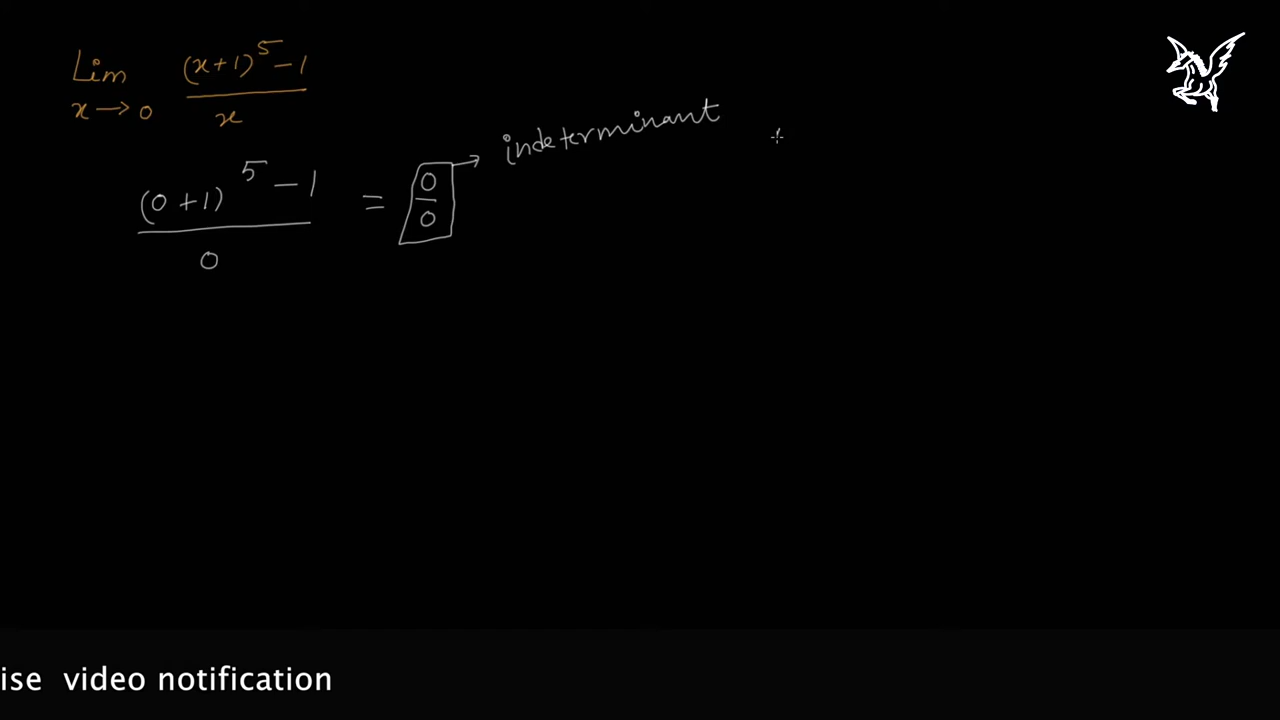 Lim x→0 (x+1)^5 - 1 / x
(0+1)^5 - 1 / 0 = 0/0 → indeterminant
ise video notification